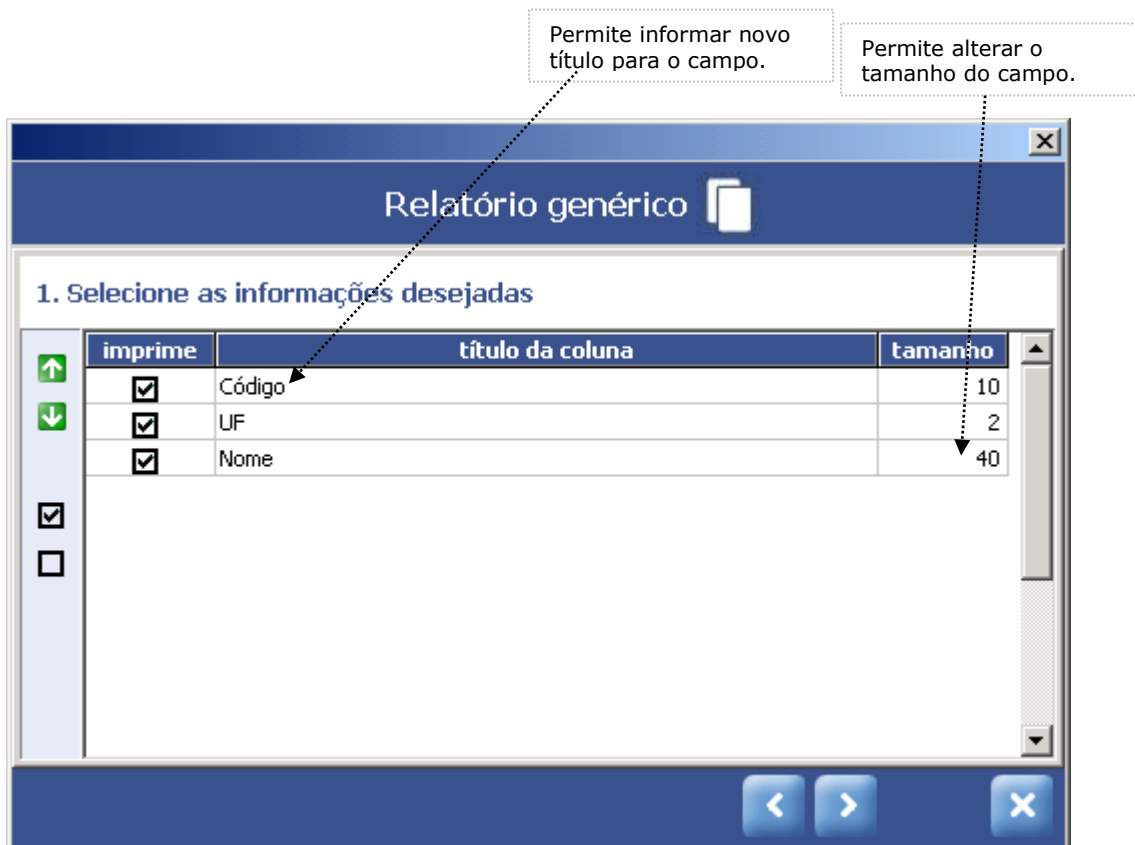 Permite informar novo
título para o campo.
Permite alterar o
tamanho do campo.
Relatório genérico
1. Selecione as informações desejadas
imprime título da coluna tamanho
Código 10
UF 2
Nome 40